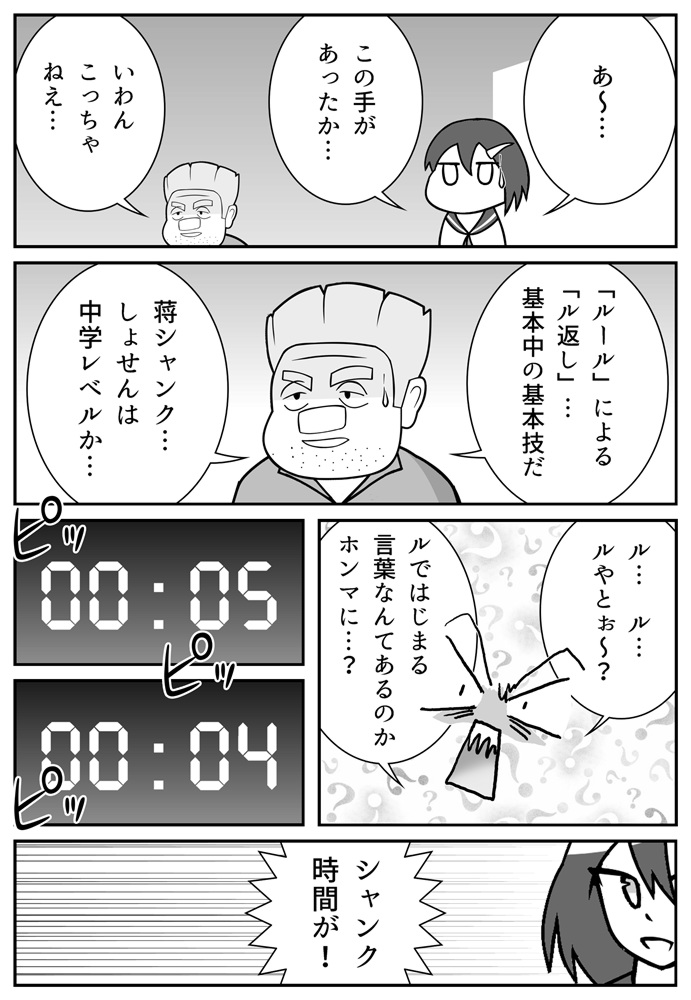 あ～…
この手が
あったか…
いわん
こっちゃ
ねえ…
「ルール」による
「ル返し」…
基本中の基本技だ
蒋シャンク…
しょせんは
中学レベルか…
ル… ル…
ルやとぉ～？
ルではじまる
言葉なんてあるのか
ホンマに…？
ピッ
00:05
ピッ
00:04
ピッ
シャンク
時間が！